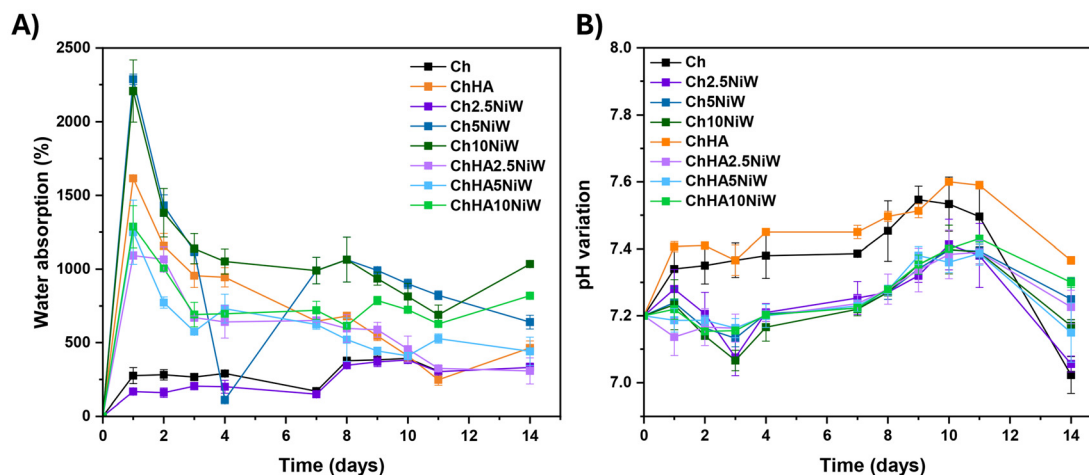 A)
2500
2000
1500
1000
500
0
Water absorption (%)
0 2 4 6 8 10 12 14
Time (days)
Ch
ChHA
Ch2.5NiW
Ch5NiW
Ch10NiW
ChHA2.5NiW
ChHA5NiW
ChHA10NiW
B)
8.0
7.8
7.6
7.4
7.2
7.0
pH variation
0 2 4 6 8 10 12 14
Time (days)
Ch
Ch2.5NiW
Ch5NiW
Ch10NiW
ChHA
ChHA2.5NiW
ChHA5NiW
ChHA10NiW